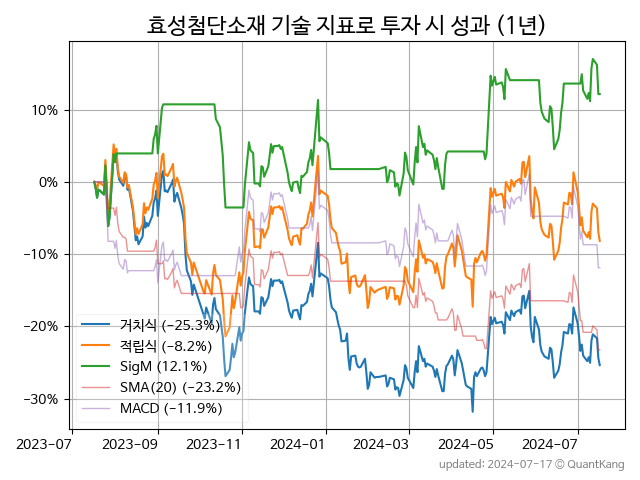 효성첨단소재 기술 지표로 투자 시 성과 (1년)
10%
0%
−10%
−20%
−30%
거치식 (−25.3%)
적립식 (−8.2%)
SigM (12.1%)
SMA(20) (−23.2%)
MACD (−11.9%)
2023-07
2023-09
2023-11
2024-01
2024-03
2024-05
2024-07
updated: 2024-07-17 © QuantKang